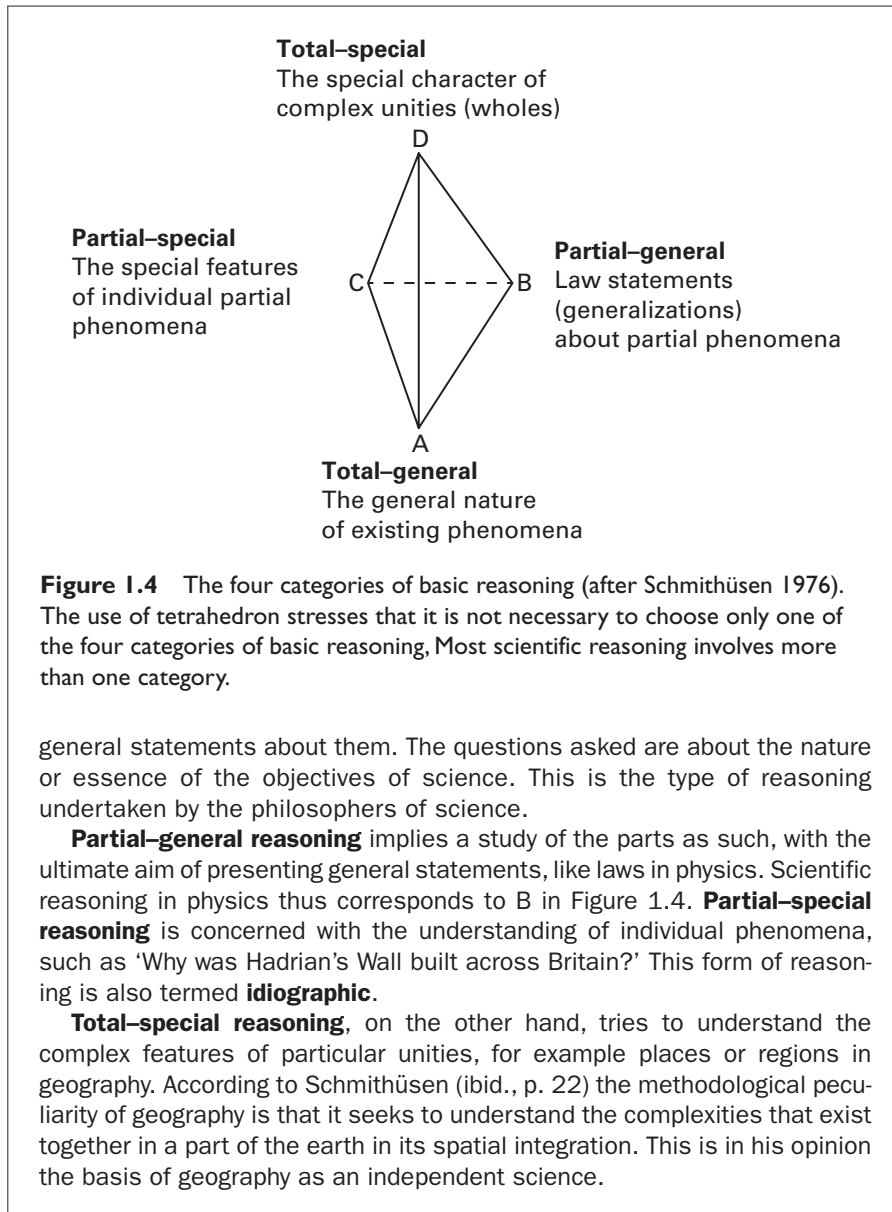 Total–special
The special character of
complex unities (wholes)
D
Partial–special
The special features
of individual partial
phenomena
C
B
Partial–general
Law statements
(generalizations)
about partial phenomena
A
Total–general
The general nature
of existing phenomena
Figure 1.4 The four categories of basic reasoning (after Schmithüsen 1976).
The use of tetrahedron stresses that it is not necessary to choose only one of
the four categories of basic reasoning, Most scientific reasoning involves more
than one category.
general statements about them. The questions asked are about the nature
or essence of the objectives of science. This is the type of reasoning
undertaken by the philosophers of science.
Partial–general reasoning implies a study of the parts as such, with the
ultimate aim of presenting general statements, like laws in physics. Scientific
reasoning in physics thus corresponds to B in Figure 1.4. Partial–special
reasoning is concerned with the understanding of individual phenomena,
such as ‘Why was Hadrian’s Wall built across Britain?’ This form of reason-
ing is also termed idiographic.
Total–special reasoning, on the other hand, tries to understand the
complex features of particular unities, for example places or regions in
geography. According to Schmithüsen (ibid., p. 22) the methodological pecu-
liarity of geography is that it seeks to understand the complexities that exist
together in a part of the earth in its spatial integration. This is in his opinion
the basis of geography as an independent science.